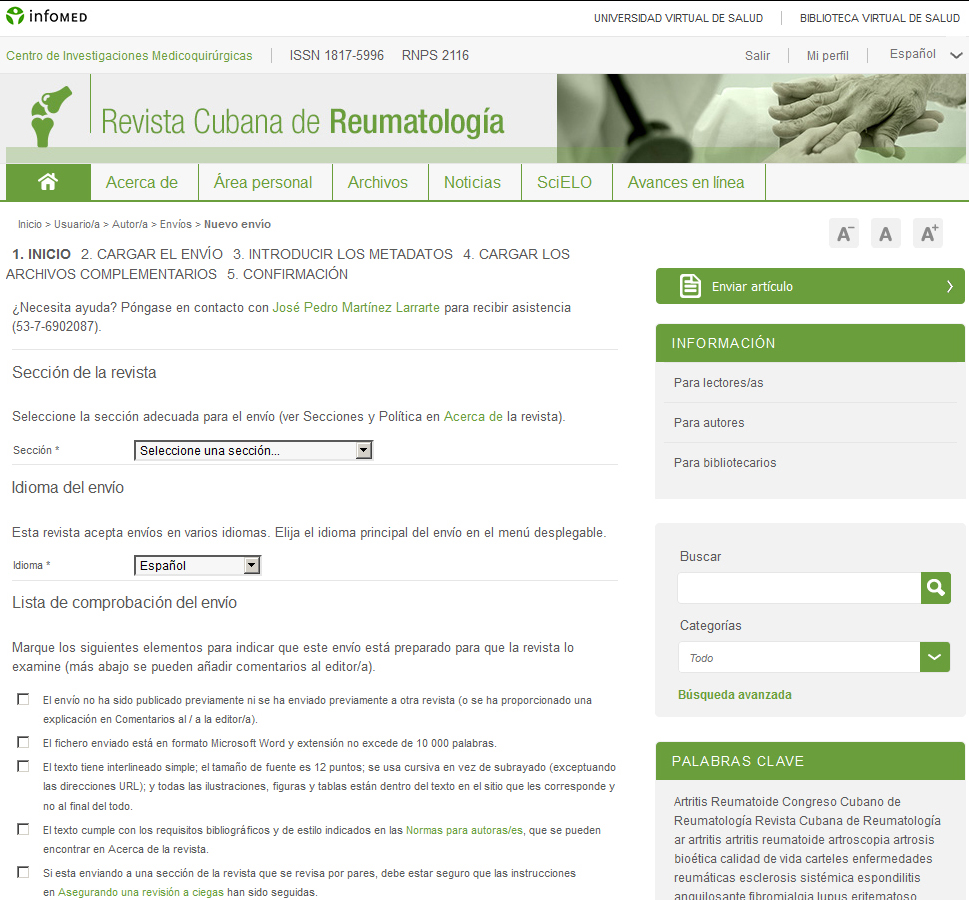 infOMED
UNIVERSIDAD VIRTUAL DE SALUD
BIBLIOTECA VIRTUAL DE SALUD
Centro de Investigaciones Medicoquirúrgicas
ISSN 1817-5996 RNPS 2116
Salir
Mi perfil
Español
Revista Cubana de Reumatología
Acerca de
Área personal
Archivos
Noticias
SciELO
Avances en línea
Inicio > Usuario/a > Autor/a > Envíos > Nuevo envío
A- A A+
1. INICIO 2. CARGAR EL ENVÍO 3. INTRODUCIR LOS METADATOS 4. CARGAR LOS
ARCHIVOS COMPLEMENTARIOS 5. CONFIRMACIÓN
¿Necesita ayuda? Póngase en contacto con José Pedro Martínez Larrarte para recibir asistencia
(53-7-6902087).
Sección de la revista
Seleccione la sección adecuada para el envío (ver Secciones y Política en Acerca de la revista).
Sección * Seleccione una sección...
Idioma del envío
Esta revista acepta envíos en varios idiomas. Elija el idioma principal del envío en el menú desplegable.
Idioma * Español
Lista de comprobación del envío
Marque los siguientes elementos para indicar que este envío está preparado para que la revista lo
examine (más abajo se pueden añadir comentarios al editor/a).
El envío no ha sido publicado previamente ni se ha enviado previamente a otra revista (o se ha proporcionado una
explicación en Comentarios al / a la editor/a).
El fichero enviado está en formato Microsoft Word y extensión no excede de 10 000 palabras.
El texto tiene interlineado simple; el tamaño de fuente es 12 puntos; se usa cursiva en vez de subrayado (exceptuando
las direcciones URL); y todas las ilustraciones, figuras y tablas están dentro del texto en el sitio que les corresponde y
no al final del todo.
El texto cumple con los requisitos bibliográficos y de estilo indicados en las Normas para autoras/es, que se pueden
encontrar en Acerca de la revista.
Si esta enviando a una sección de la revista que se revisa por pares, debe estar seguro que las instrucciones
en Asegurando una revisión a ciegas han sido seguidas.
Enviar artículo
INFORMACIÓN
Para lectores/as
Para autores
Para bibliotecarios
Buscar
Categorías
Todo
Búsqueda avanzada
PALABRAS CLAVE
Artritis Reumatoide Congreso Cubano de
Reumatología Revista Cubana de Reumatología
ar artritis artritis reumatoide artroscopia artrosis
bioética calidad de vida carteles enfermedades
reumáticas esclerosis sistémica espondilitis
anquilosante fibromialgia lupus eritematoso